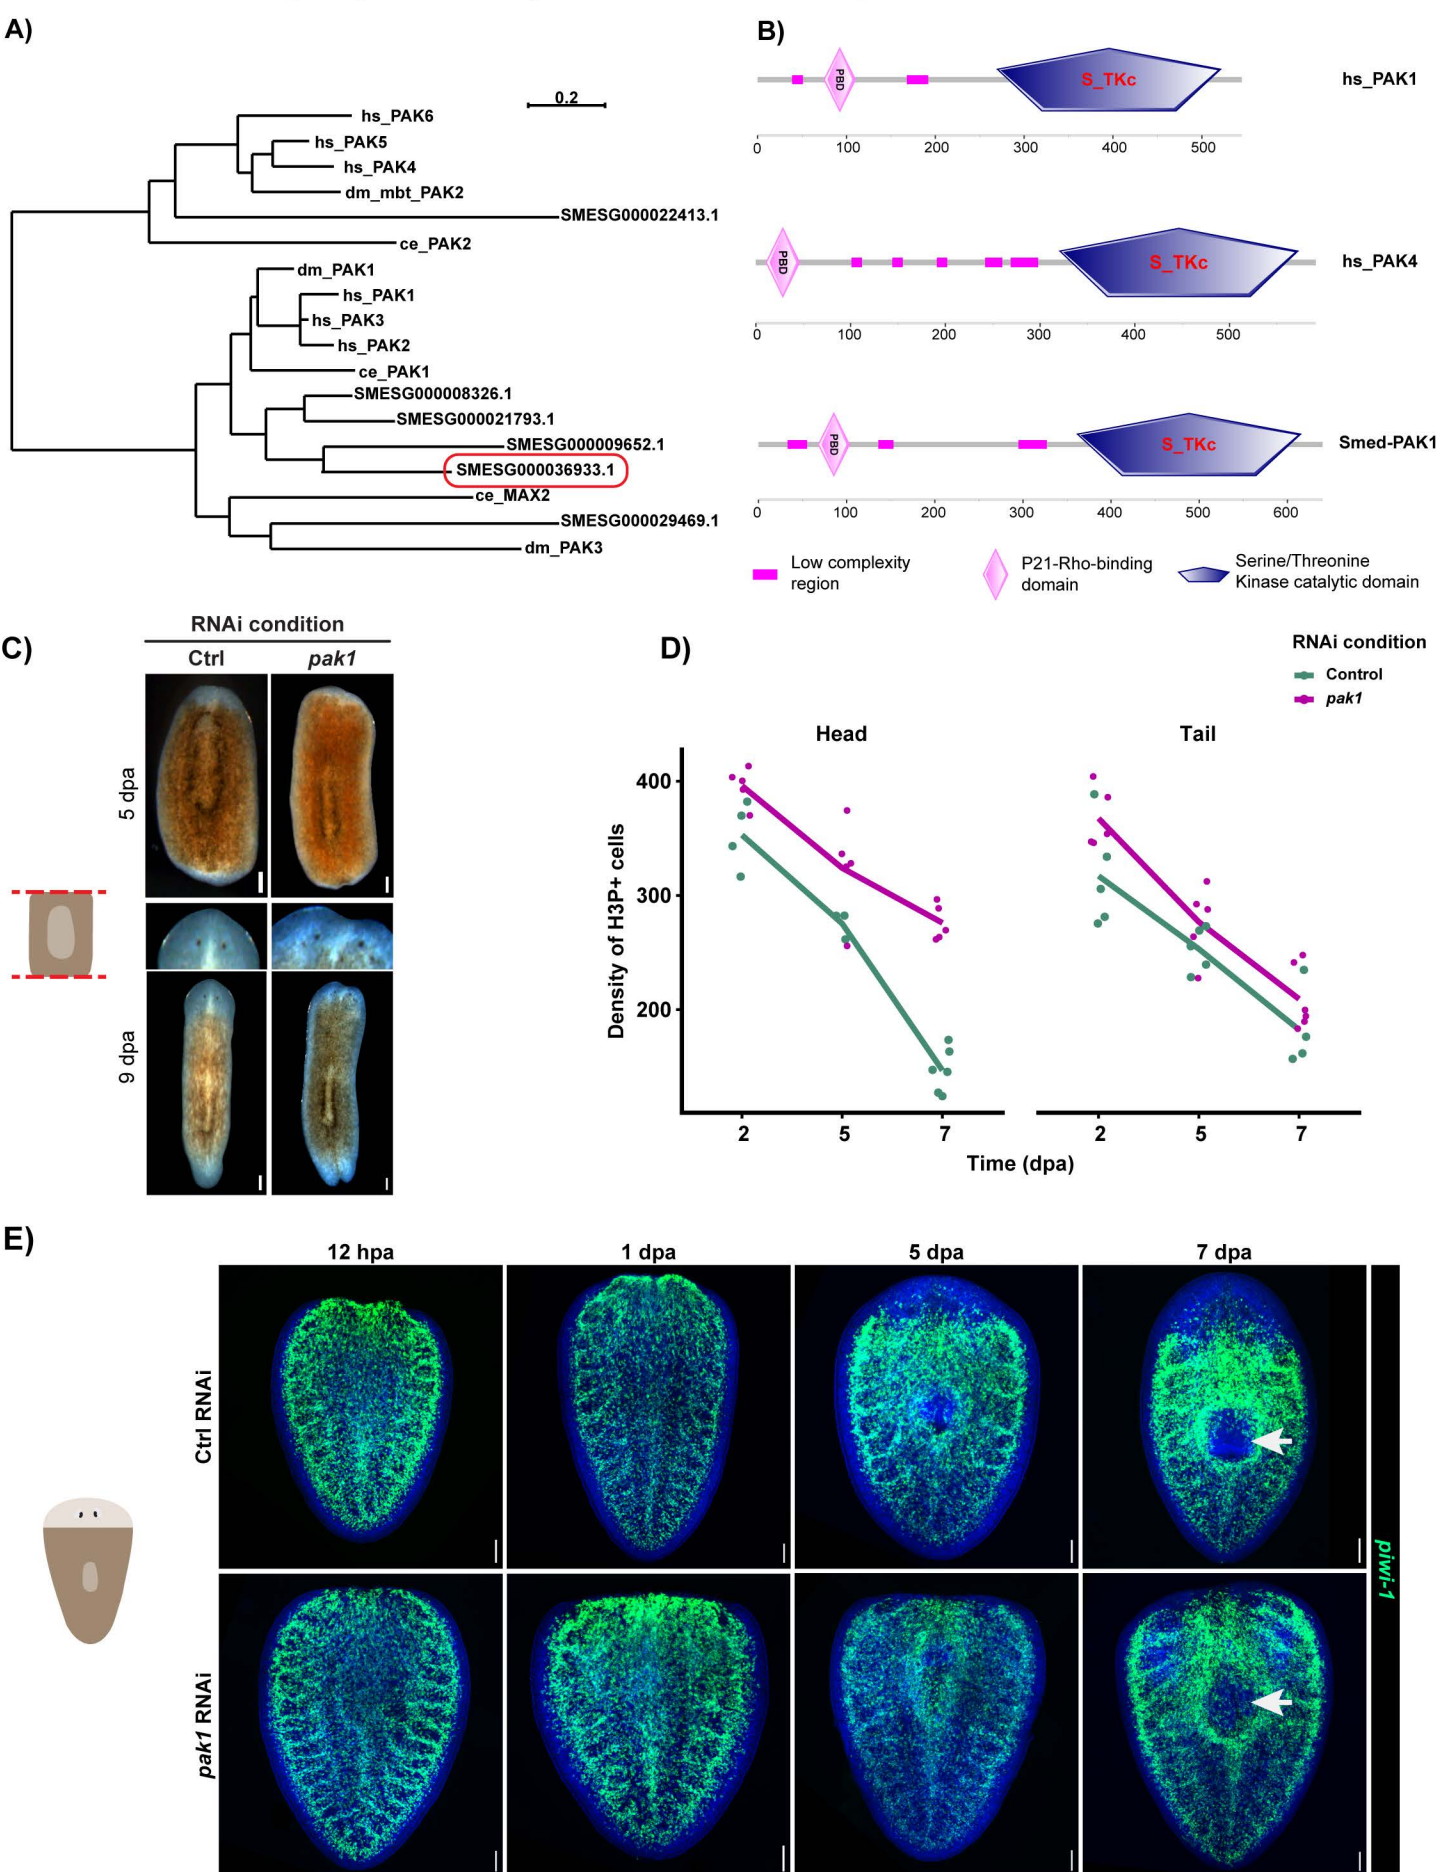 A)
0.2
hs_PAK6
hs_PAK5
hs_PAK4
dm_mbt_PAK2
SMESG000022413.1
ce_PAK2
dm_PAK1
hs_PAK1
hs_PAK3
hs_PAK2
ce_PAK1
SMESG000008326.1
SMESG000021793.1
SMESG000009652.1
SMESG000036933.1
ce_MAX2
SMESG000029469.1
dm_PAK3
B)
PBD
S_TKc
hs_PAK1
0 100 200 300 400 500
PBD
S_TKc
hs_PAK4
0 100 200 300 400 500
PBD
S_TKc
Smed-PAK1
0 100 200 300 400 500 600
Low complexity
region
P21-Rho-binding
domain
Serine/Threonine
Kinase catalytic domain
C)
RNAi condition
Ctrl pak1
5 dpa
9 dpa
D)
RNAi condition
Control
pak1
Head
Tail
Density of H3P+ cells
400
300
200
2 5 7
2 5 7
Time (dpa)
E)
12 hpa 1 dpa 5 dpa 7 dpa
Ctrl RNAi
pak1 RNAi
piwi-1